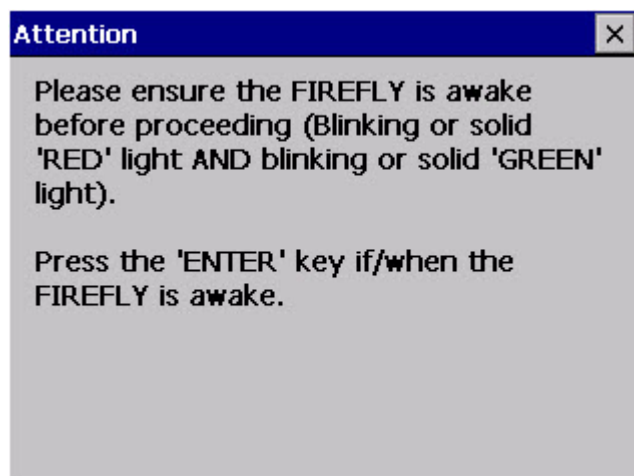 Attention
Please ensure the FIREFLY is awake
before proceeding (Blinking or solid
'RED' light AND blinking or solid 'GREEN'
light).
Press the 'ENTER' key if/when the
FIREFLY is awake.